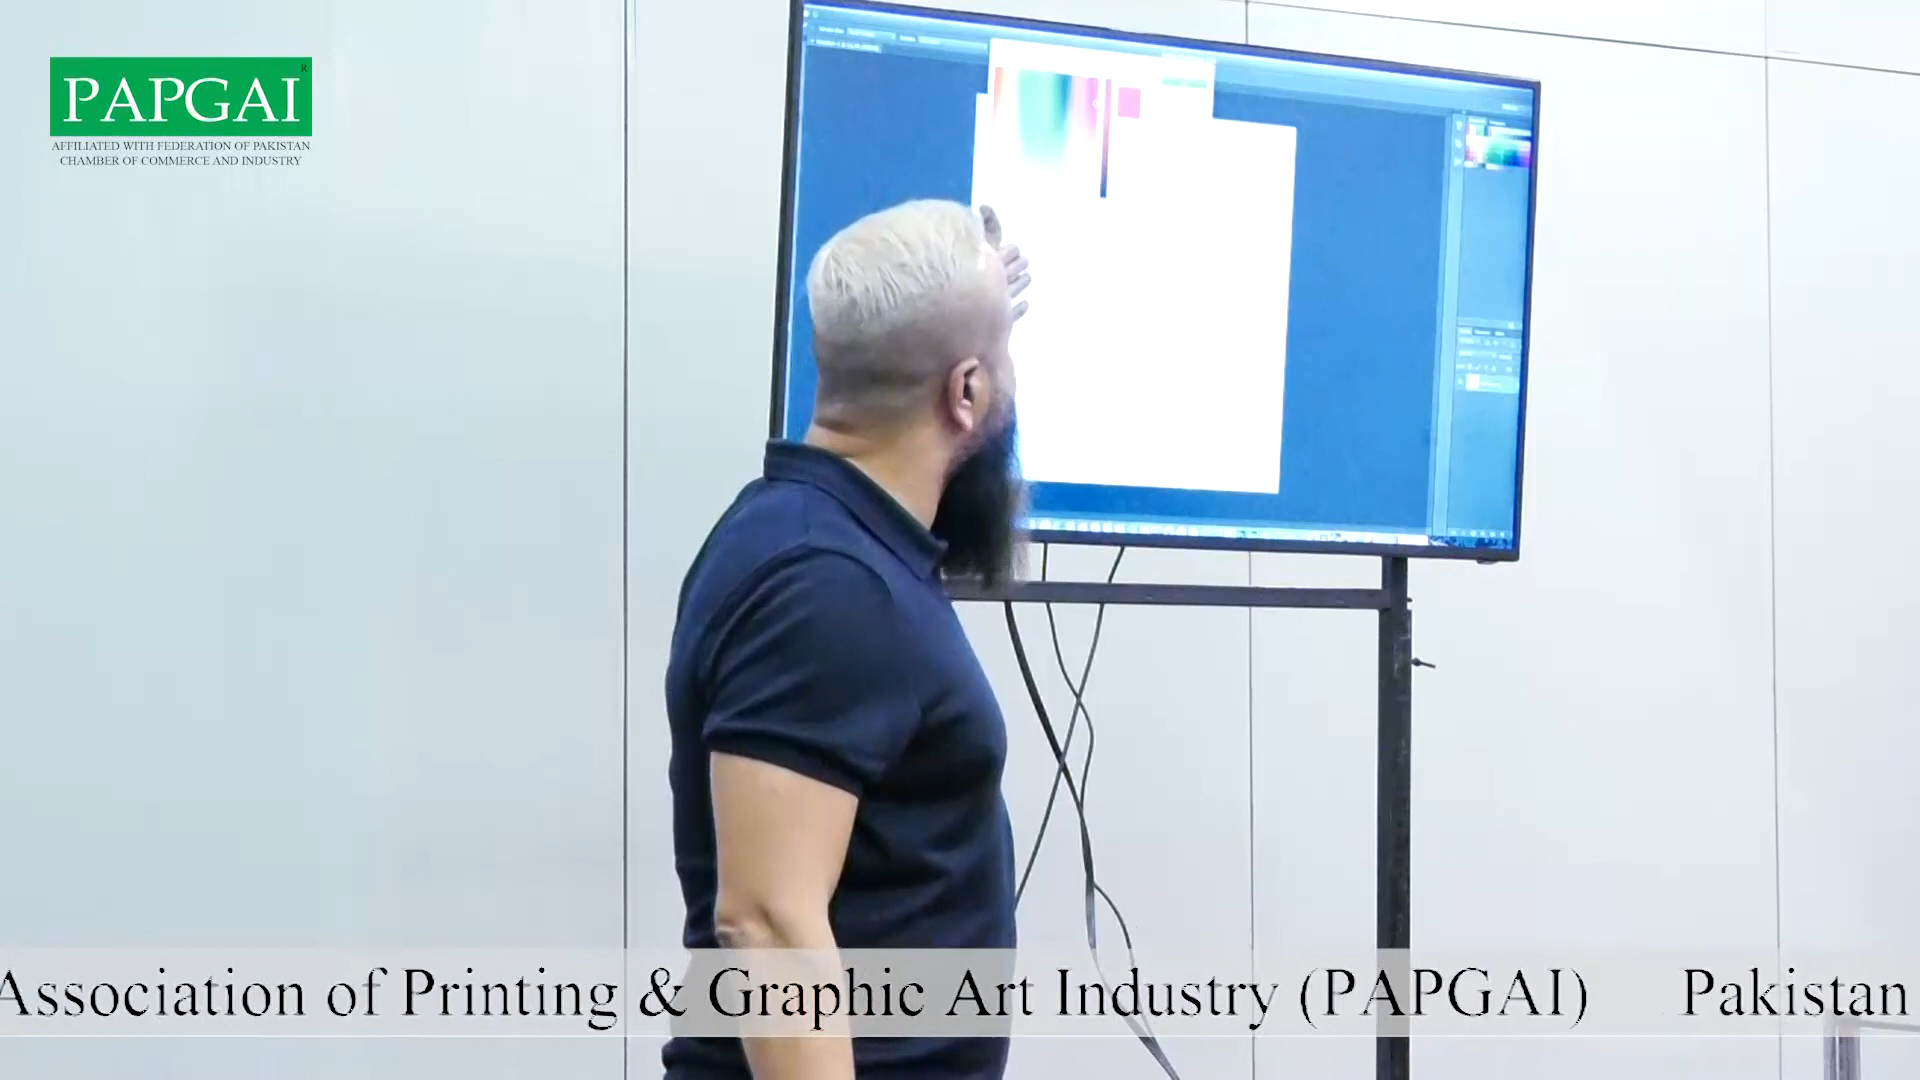 PAPGAI
R
AFFILIATED WITH FEDERATION OF PAKISTAN
CHAMBER OF COMMERCE AND INDUSTRY
Association of Printing & Graphic Art Industry (PAPGAI) Pakistan